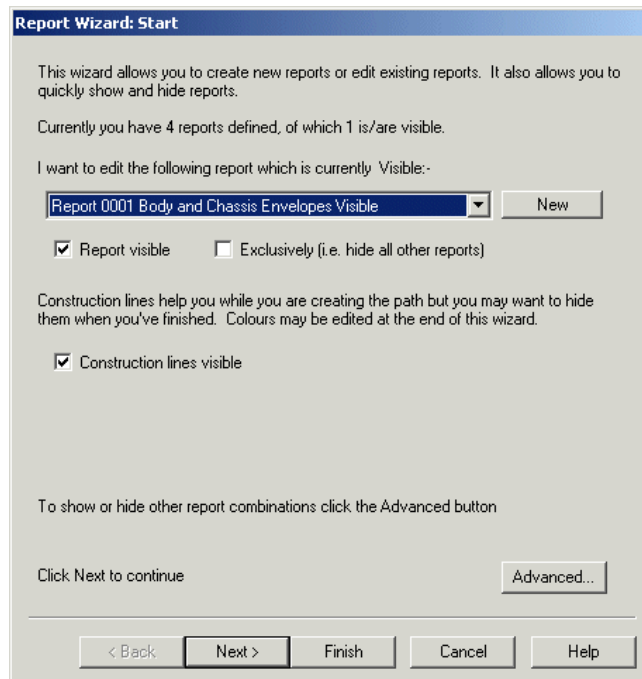 Report Wizard: Start
This wizard allows you to create new reports or edit existing reports.  It also allows you to
quickly show and hide reports.
Currently you have 4 reports defined, of which 1 is/are visible.
I want to edit the following report which is currently  Visible:-
Report 0001 Body and Chassis Envelopes Visible
New
Report visible
Exclusively (i.e. hide all other reports)
Construction lines help you while you are creating the path but you may want to hide
them when you've finished.  Colours may be edited at the end of this wizard.
Construction lines visible
To show or hide other report combinations click the Advanced button
Click Next to continue
Advanced...
< Back
Next >
Finish
Cancel
Help